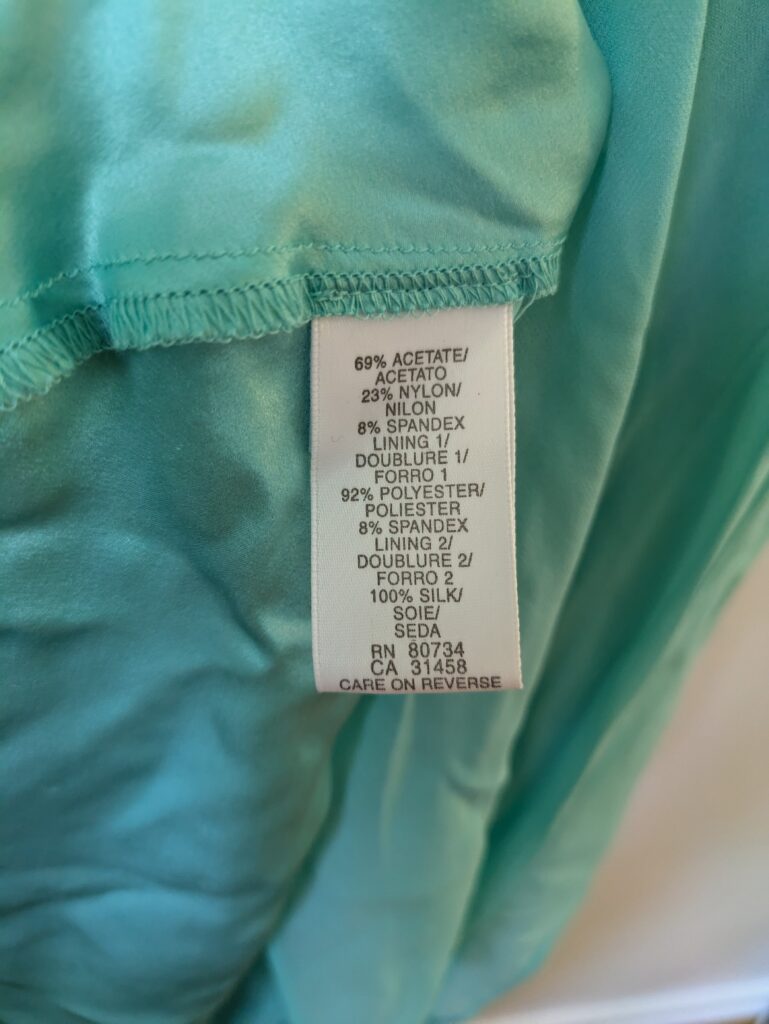 69% ACETATE/
ACETATO
23% NYLON/
NILON
8% SPANDEX
LINING 1/
DOUBLURE 1/
FORRO 1
92% POLYESTER/
POLIESTER
8% SPANDEX
LINING 2/
DOUBLURE 2/
FORRO 2
100% SILK/
SOIE/
SEDA
RN 80734
CA 31458
CARE ON REVERSE